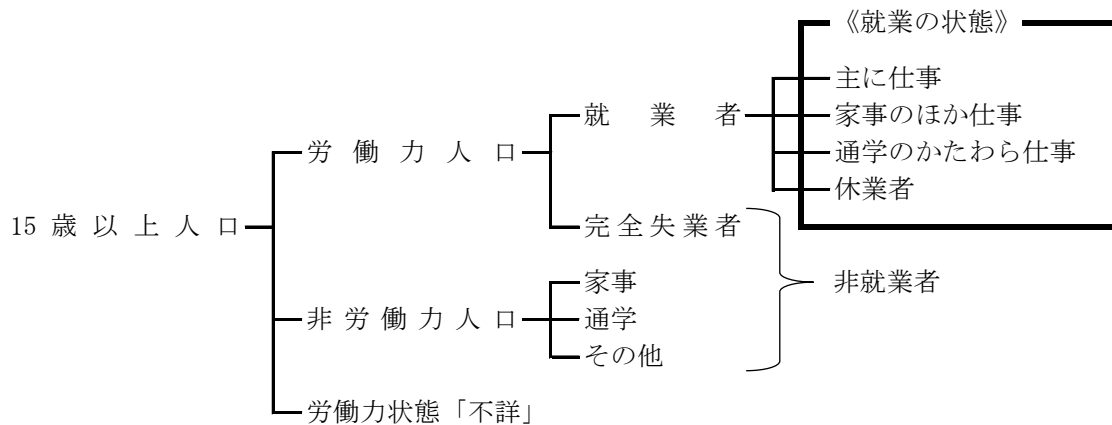 《就業の状態》
主に仕事
就業者
家事のほか仕事
労働力人口
通学のかたわら仕事
休業者
15歳以上人口
完全失業者
家事
非就業者
非労働力人口
通学
その他
労働力状態「不詳」